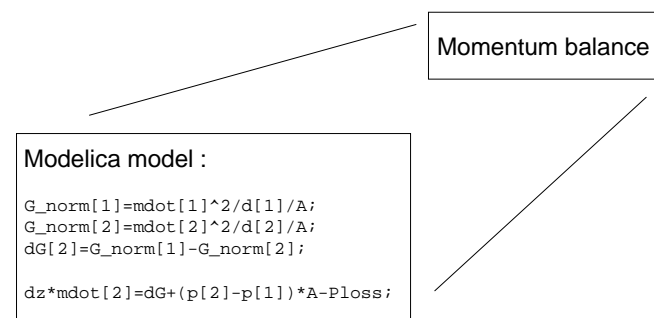 Momentum balance
Modelica model :
G_norm[1]=mdot[1]^2/d[1]/A;
G_norm[2]=mdot[2]^2/d[2]/A;
dG[2]=G_norm[1]-G_norm[2];
dz*mdot[2]=dG+(p[2]-p[1])*A-Ploss;